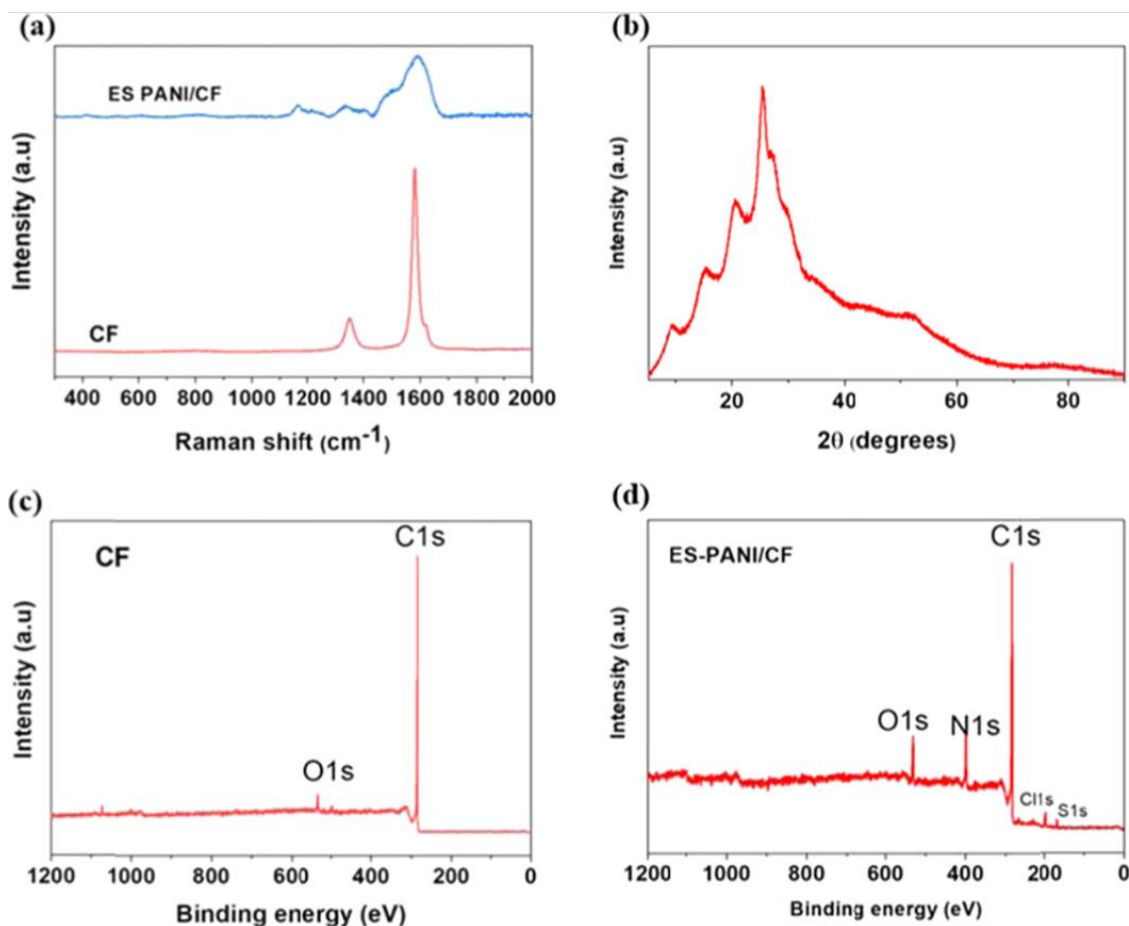 (a)
ES PANI/CF
CF
Intensity (a.u)
400 600 800 1000 1200 1400 1600 1800 2000
Raman shift (cm-1)
(b)
Intensity (a.u)
20 40 60 80
2θ (degrees)
(c)
CF
C1s
O1s
Intensity (a.u)
1200 1000 800 600 400 200 0
Binding energy (eV)
(d)
ES-PANI/CF
C1s
O1s
N1s
Cl1s
S1s
Intensity (a.u)
1200 1000 800 600 400 200 0
Binding energy (eV)